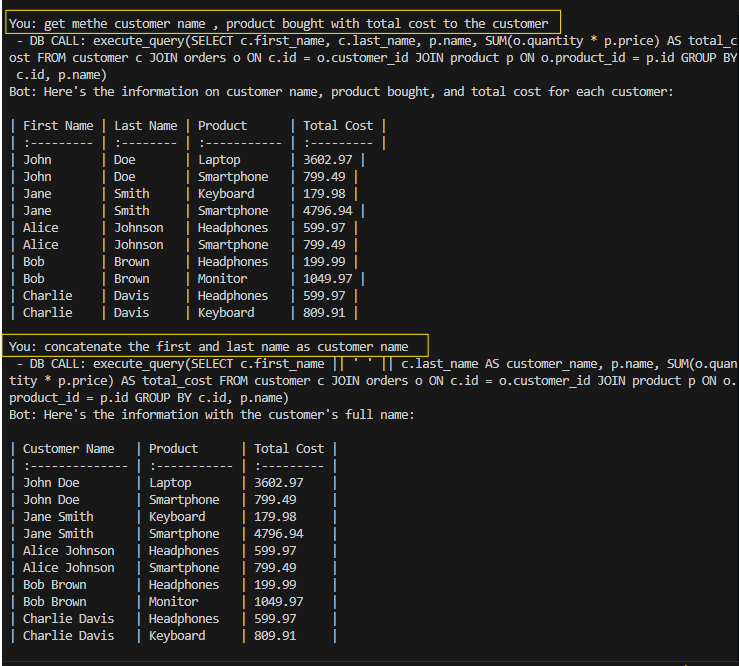 You: get methe customer name , product bought with total cost to the customer
 - DB CALL: execute_query(SELECT c.first_name, c.last_name, p.name, SUM(o.quantity * p.price) AS total_c
ost FROM customer c JOIN orders o ON c.id = o.customer_id JOIN product p ON o.product_id = p.id GROUP BY
 c.id, p.name)
Bot: Here's the information on customer name, product bought, and total cost for each customer:
| First Name | Last Name | Product      | Total Cost |
| :--------- | :-------- | :----------- | :--------- |
| John       | Doe       | Laptop       | 3602.97 |
| John       | Doe       | Smartphone   | 799.49 |
| Jane       | Smith     | Keyboard     | 179.98 |
| Jane       | Smith     | Smartphone   | 4796.94 |
| Alice      | Johnson   | Headphones   | 599.97 |
| Alice      | Johnson   | Smartphone   | 799.49 |
| Bob        | Brown     | Headphones   | 199.99 |
| Bob        | Brown     | Monitor      | 1049.97 |
| Charlie    | Davis     | Headphones   | 599.97 |
| Charlie    | Davis     | Keyboard     | 809.91 |
You: concatenate the first and last name as customer name
 - DB CALL: execute_query(SELECT c.first_name || ' ' || c.last_name AS customer_name, p.name, SUM(o.quan
tity * p.price) AS total_cost FROM customer c JOIN orders o ON c.id = o.customer_id JOIN product p ON o.
product_id = p.id GROUP BY c.id, p.name)
Bot: Here's the information with the customer's full name:
| Customer Name   | Product      | Total Cost |
| :-------------- | :----------- | :--------- |
| John Doe        | Laptop       | 3602.97    |
| John Doe        | Smartphone   | 799.49     |
| Jane Smith      | Keyboard     | 179.98     |
| Jane Smith      | Smartphone   | 4796.94    |
| Alice Johnson   | Headphones   | 599.97     |
| Alice Johnson   | Smartphone   | 799.49     |
| Bob Brown       | Headphones   | 199.99     |
| Bob Brown       | Monitor      | 1049.97    |
| Charlie Davis   | Headphones   | 599.97     |
| Charlie Davis   | Keyboard     | 809.91     |